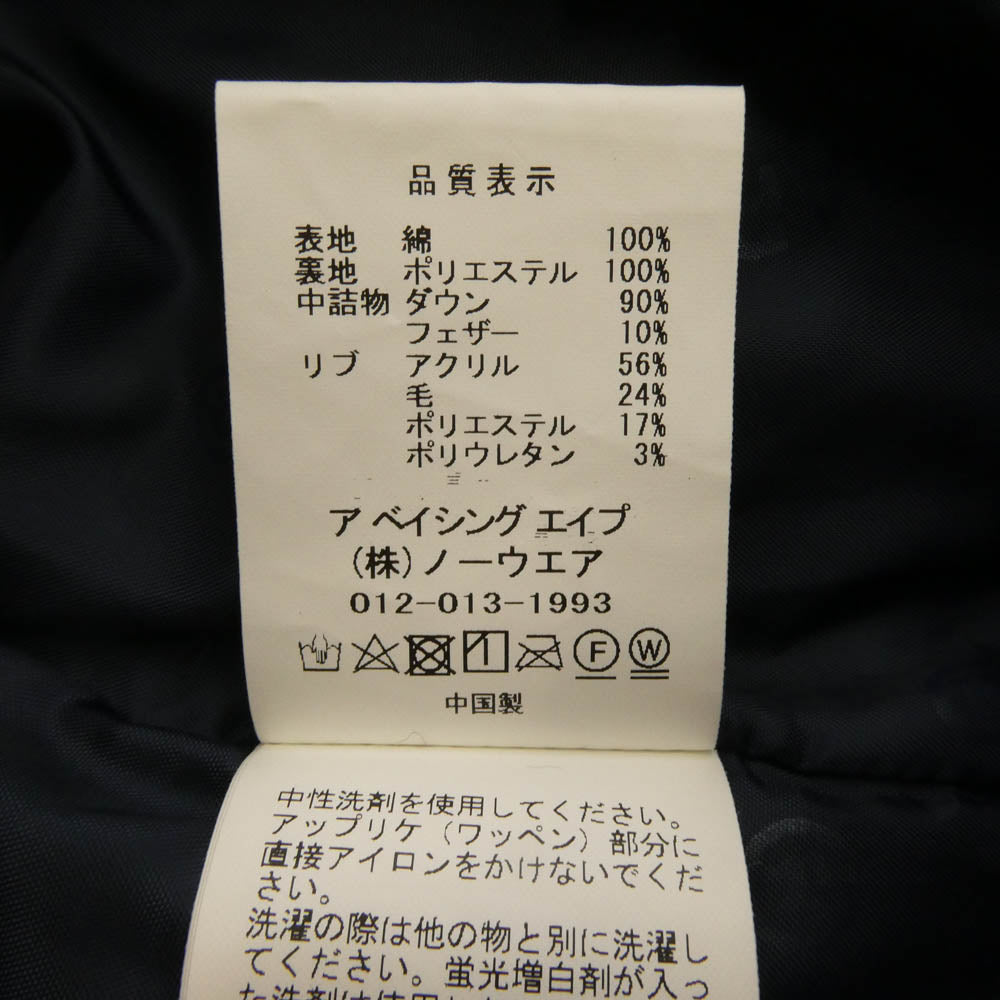 品質表示
表地 綿 100%
裏地 ポリエステル 100%
中詰物 ダウン 90%
フェザー 10%
リブ アクリル 56%
毛 24%
ポリエステル 17%
ポリウレタン 3%
ア ベイシング エイプ
(株)ノーウエア
012-013-1993
F W
中国製
中性洗剤を使用してください。
アップリケ（ワッペン）部分に
直接アイロンをかけないでくだ
さい。
洗濯の際は他の物と別に洗濯し
てください。蛍光増白剤が入っ
た洗剤は使用し